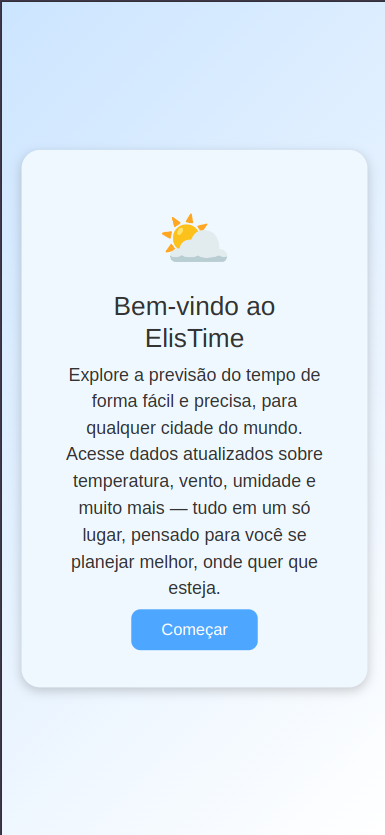 Bem-vindo ao
ElisTime
Explore a previsão do tempo de
forma fácil e precisa, para
qualquer cidade do mundo.
Acesse dados atualizados sobre
temperatura, vento, umidade e
muito mais — tudo em um só
lugar, pensado para você se
planejar melhor, onde quer que
esteja.
Começar